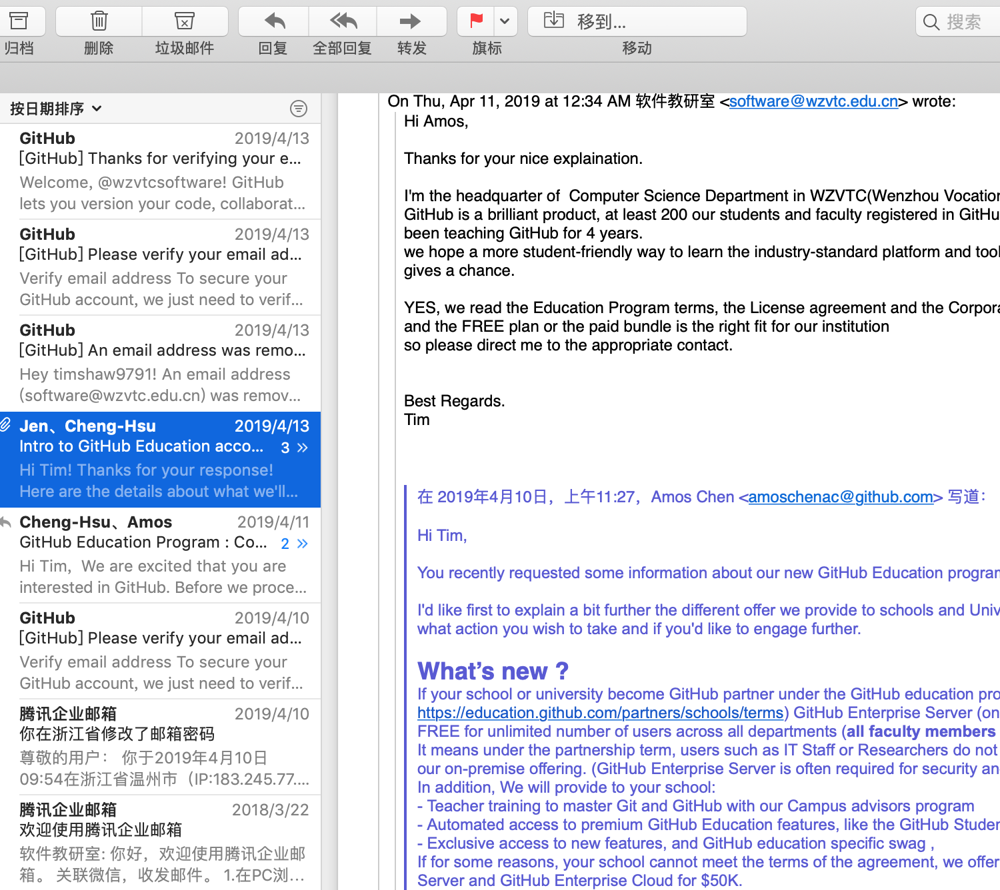 移到...
搜索
归档
删除
垃圾邮件
回复
全部回复
转发
旗标
移动
按日期排序
GitHub 2019/4/13
[GitHub] Thanks for verifying your e...
Welcome, @wzvtcsoftware! GitHub
lets you version your code, collaborat...
GitHub 2019/4/13
[GitHub] Please verify your email ad...
Verify email address To secure your
GitHub account, we just need to verif...
GitHub 2019/4/13
[GitHub] An email address was remo...
Hey timshaw9791! An email address
(software@wzvtc.edu.cn) was remov...
Jen、Cheng-Hsu 2019/4/13
Intro to GitHub Education acco... 3 »
Hi Tim! Thanks for your response!
Here are the details about what we'll...
Cheng-Hsu、Amos 2019/4/11
GitHub Education Program : Co... 2 »
Hi Tim, We are excited that you are
interested in GitHub. Before we proce...
GitHub 2019/4/10
[GitHub] Please verify your email ad...
Verify email address To secure your
GitHub account, we just need to verif...
腾讯企业邮箱 2019/4/10
你在浙江省修改了邮箱密码
尊敬的用户： 你于2019年4月10日
09:54在浙江省温州市（IP:183.245.77....
腾讯企业邮箱 2018/3/22
欢迎使用腾讯企业邮箱
软件教研室: 你好，欢迎使用腾讯企业邮
箱。 关联微信，收发邮件。 1.在PC浏...
On Thu, Apr 11, 2019 at 12:34 AM 软件教研室 <software@wzvtc.edu.cn> wrote:
Hi Amos,
Thanks for your nice explaination.
I'm the headquarter of  Computer Science Department in WZVTC(Wenzhou Vocation
GitHub is a brilliant product, at least 200 our students and faculty registered in GitHu
been teaching GitHub for 4 years.
we hope a more student-friendly way to learn the industry-standard platform and tool
gives a chance.
YES, we read the Education Program terms, the License agreement and the Corpora
and the FREE plan or the paid bundle is the right fit for our institution
so please direct me to the appropriate contact.
Best Regards.
Tim
在 2019年4月10日，上午11:27，Amos Chen <amoschenac@github.com> 写道：
Hi Tim,
You recently requested some information about our new GitHub Education program
I'd like first to explain a bit further the different offer we provide to schools and Univ
what action you wish to take and if you'd like to engage further.
What’s new ?
If your school or university become GitHub partner under the GitHub education pro
https://education.github.com/partners/schools/terms) GitHub Enterprise Server (on
FREE for unlimited number of users across all departments (all faculty members
It means under the partnership term, users such as IT Staff or Researchers do not
our on-premise offering. (GitHub Enterprise Server is often required for security an
In addition, We will provide to your school:
- Teacher training to master Git and GitHub with our Campus advisors program
- Automated access to premium GitHub Education features, like the GitHub Studen
- Exclusive access to new features, and GitHub education specific swag ,
If for some reasons, your school cannot meet the terms of the agreement, we offer
Server and GitHub Enterprise Cloud for $50K.